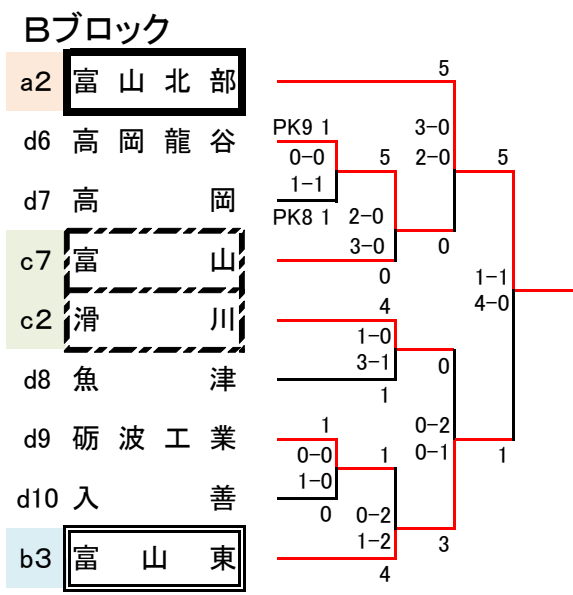 Bブロック
a2 富山北部
d6 高岡龍谷
d7 高岡
c7 富山
c2 滑川
d8 魚津
d9 砺波工業
d10 入善
b3 富山東
5
PK9 1
3-0
0-0
5
2-0
5
1-1
PK8 1
2-0
3-0
0
0
1-1
4
4-0
1-0
3-1
0
1
1
0-2
0-0
1
0-1
1
1-0
0
0-2
1-2
3
4